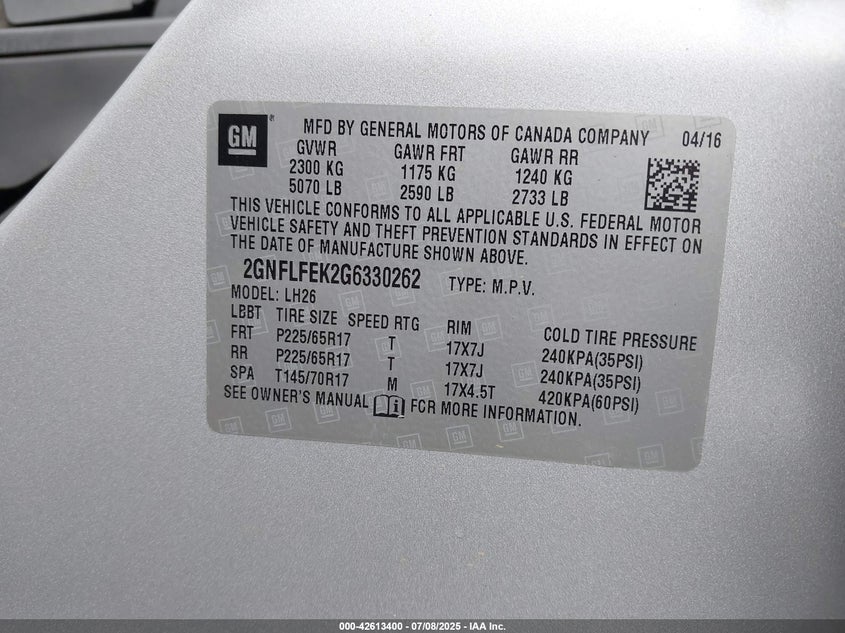 GM ® MFD BY GENERAL MOTORS OF CANADA COMPANY 04/16
GVWR GAWR FRT GAWR RR
2300 KG 1175 KG 1240 KG
5070 LB 2590 LB 2733 LB
THIS VEHICLE CONFORMS TO ALL APPLICABLE U.S. FEDERAL MOTOR
VEHICLE SAFETY AND THEFT PREVENTION STANDARDS IN EFFECT ON
THE DATE OF MANUFACTURE SHOWN ABOVE.
2GNFLFEK2G6330262 TYPE: M.P.V.
MODEL: LH26
LBBT TIRE SIZE SPEED RTG RIM COLD TIRE PRESSURE
FRT P225/65R17 T 17X7J 240KPA(35PSI)
RR P225/65R17 T 17X7J 240KPA(35PSI)
SPA T145/70R17 M 17X4.5T 420KPA(60PSI)
SEE OWNER'S MANUAL FOR MORE INFORMATION.
000-42613400 - 07/08/2025 - IAA Inc.